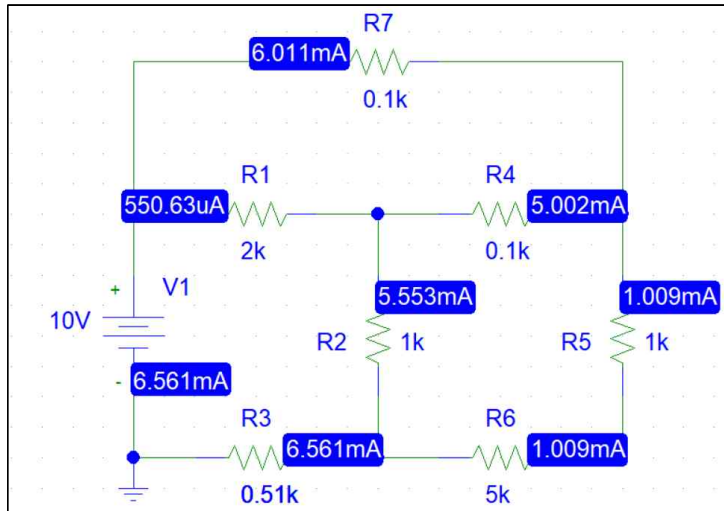 R7
6.011mA
0.1k
R1
R4
550.63uA
5.002mA
2k
0.1k
+
V1
5.553mA
1.009mA
10V
R2
1k
R5
1k
-
6.561mA
R3
R6
6.561mA
1.009mA
0.51k
5k